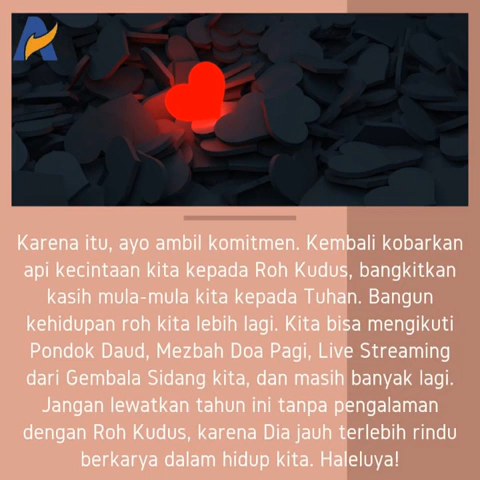 Karena itu, ayo ambil komitmen. Kembali kobarkan
api kecintaan kita kepada Roh Kudus, bangkitkan
kasih mula-mula kita kepada Tuhan. Bangun
kehidupan roh kita lebih lagi. Kita bisa mengikuti
Pondok Daud, Mezbah Doa Pagi, Live Streaming
dari Gembala Sidang kita, dan masih banyak lagi.
Jangan lewatkan tahun ini tanpa pengalaman
dengan Roh Kudus, karena Dia jauh terlebih rindu
berkarya dalam hidup kita. Haleluya!